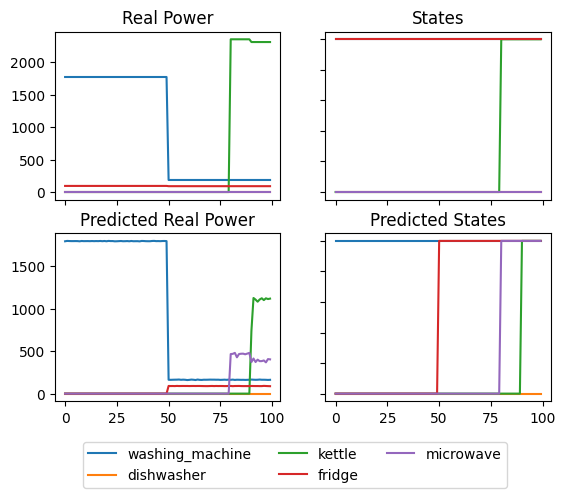 Real Power
States
2000
1500
1000
500
0
Predicted Real Power
Predicted States
1500
1000
500
0
0 25 50 75 100
0 25 50 75 100
washing_machine kettle microwave
dishwasher fridge